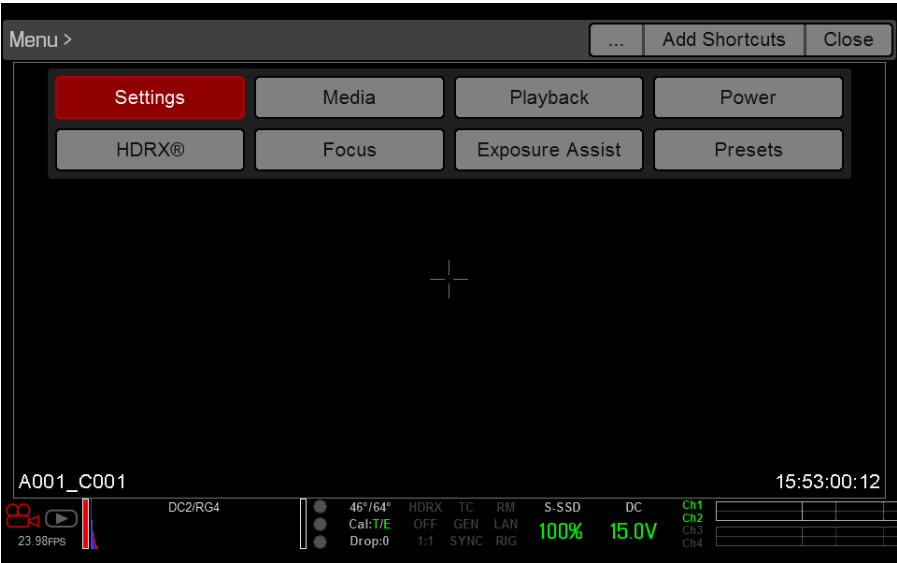 Menu > ... Add Shortcuts Close
Settings Media Playback Power
HDRX® Focus Exposure Assist Presets
A001_C001 15:53:00:12
DC2/RG4 46°/64° HDRX TC RM S-SSD DC Ch1
Cal:T/E OFF GEN LAN 100% 15.0V Ch2
23.98FPS Drop:0 1:1 SYNC RIG Ch3
Ch4